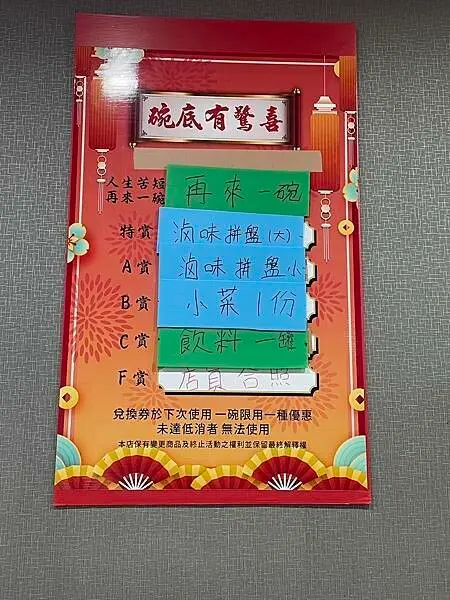 碗底有驚喜
人生苦短
再來一碗
再來一碗
特賞 滷味拼盤(大)
A賞 滷味拼盤小
B賞 小菜1份
C賞 飲料一罐
F賞 店員合照
兌換券於下次使用 一碗限用一種優惠
未達低消者 無法使用
本店保有變更商品及終止活動之權利並保留最終解釋權